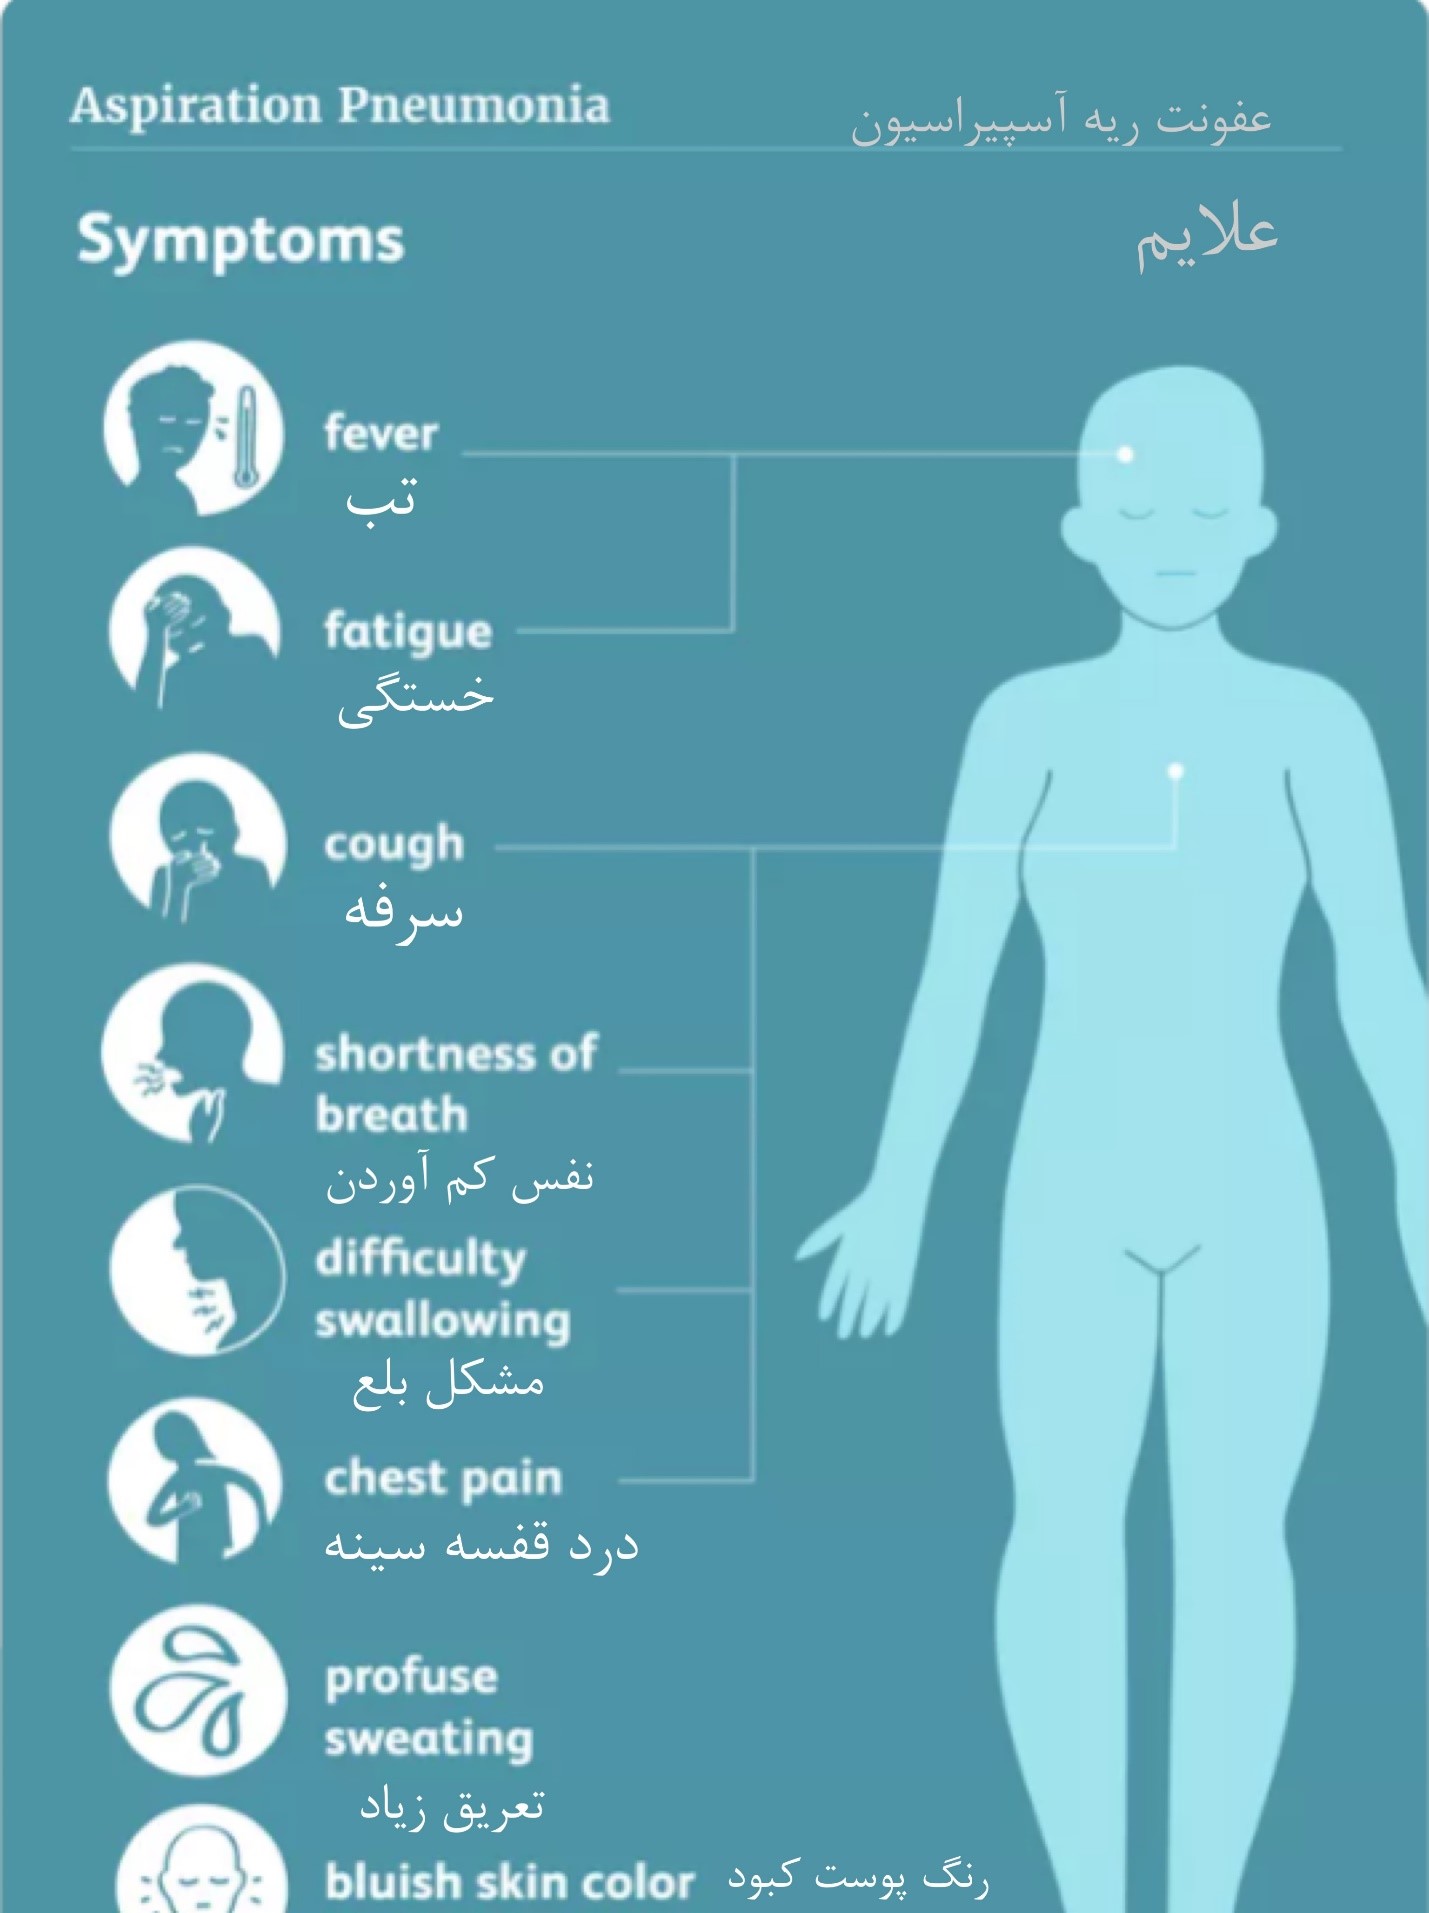 Aspiration Pneumonia
عفونت ریه آسپیراسیون
Symptoms
علایم
fever
تب
fatigue
خستگی
cough
سرفه
shortness of
breath
نفس کم آوردن
difficulty
swallowing
مشکل بلع
chest pain
درد قفسه سینه
profuse
sweating
تعریق زیاد
bluish skin color
رنگ پوست کبود